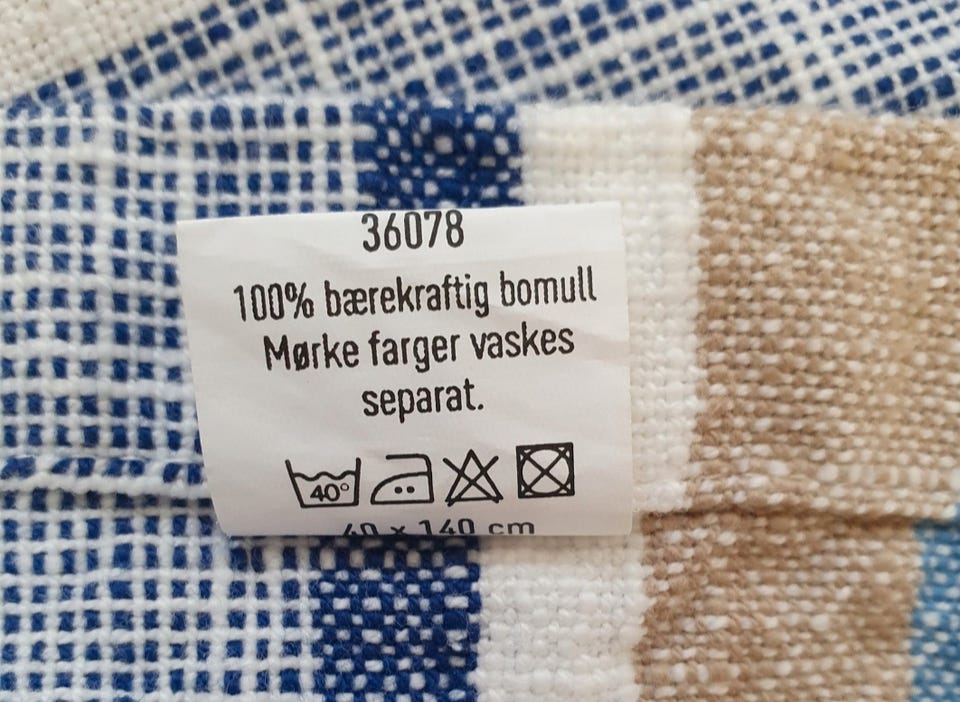 36078
100% bærekraftig bomull
Mørke farger vaskes
separat.
40°
40 x 140 cm